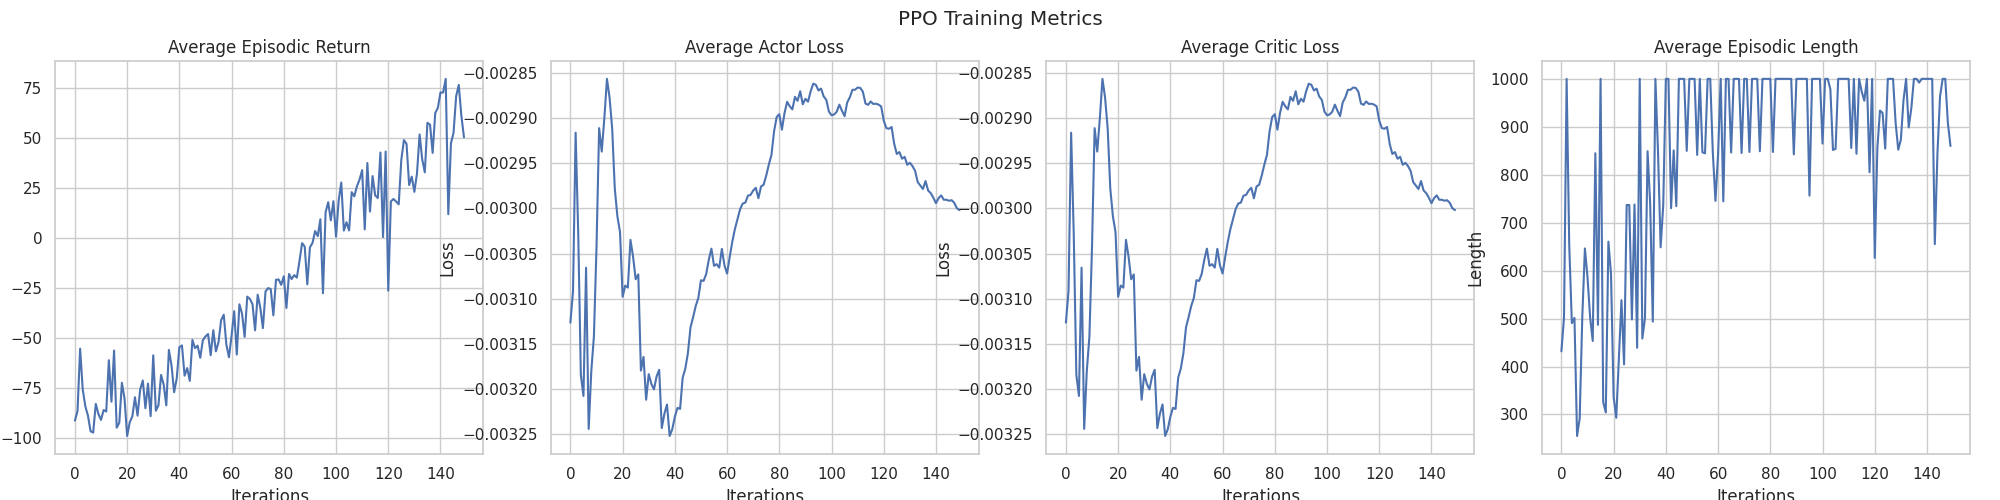 PPO Training Metrics
Average Episodic Return
75
50
25
0
−25
−50
−75
−100
0 20 40 60 80 100 120 140
Iterations
Average Actor Loss
Loss
−0.00285
−0.00290
−0.00295
−0.00300
−0.00305
−0.00310
−0.00315
−0.00320
−0.00325
0 20 40 60 80 100 120 140
Iterations
Average Critic Loss
Loss
−0.00285
−0.00290
−0.00295
−0.00300
−0.00305
−0.00310
−0.00315
−0.00320
−0.00325
0 20 40 60 80 100 120 140
Iterations
Average Episodic Length
Length
1000
900
800
700
600
500
400
300
0 20 40 60 80 100 120 140
Iterations